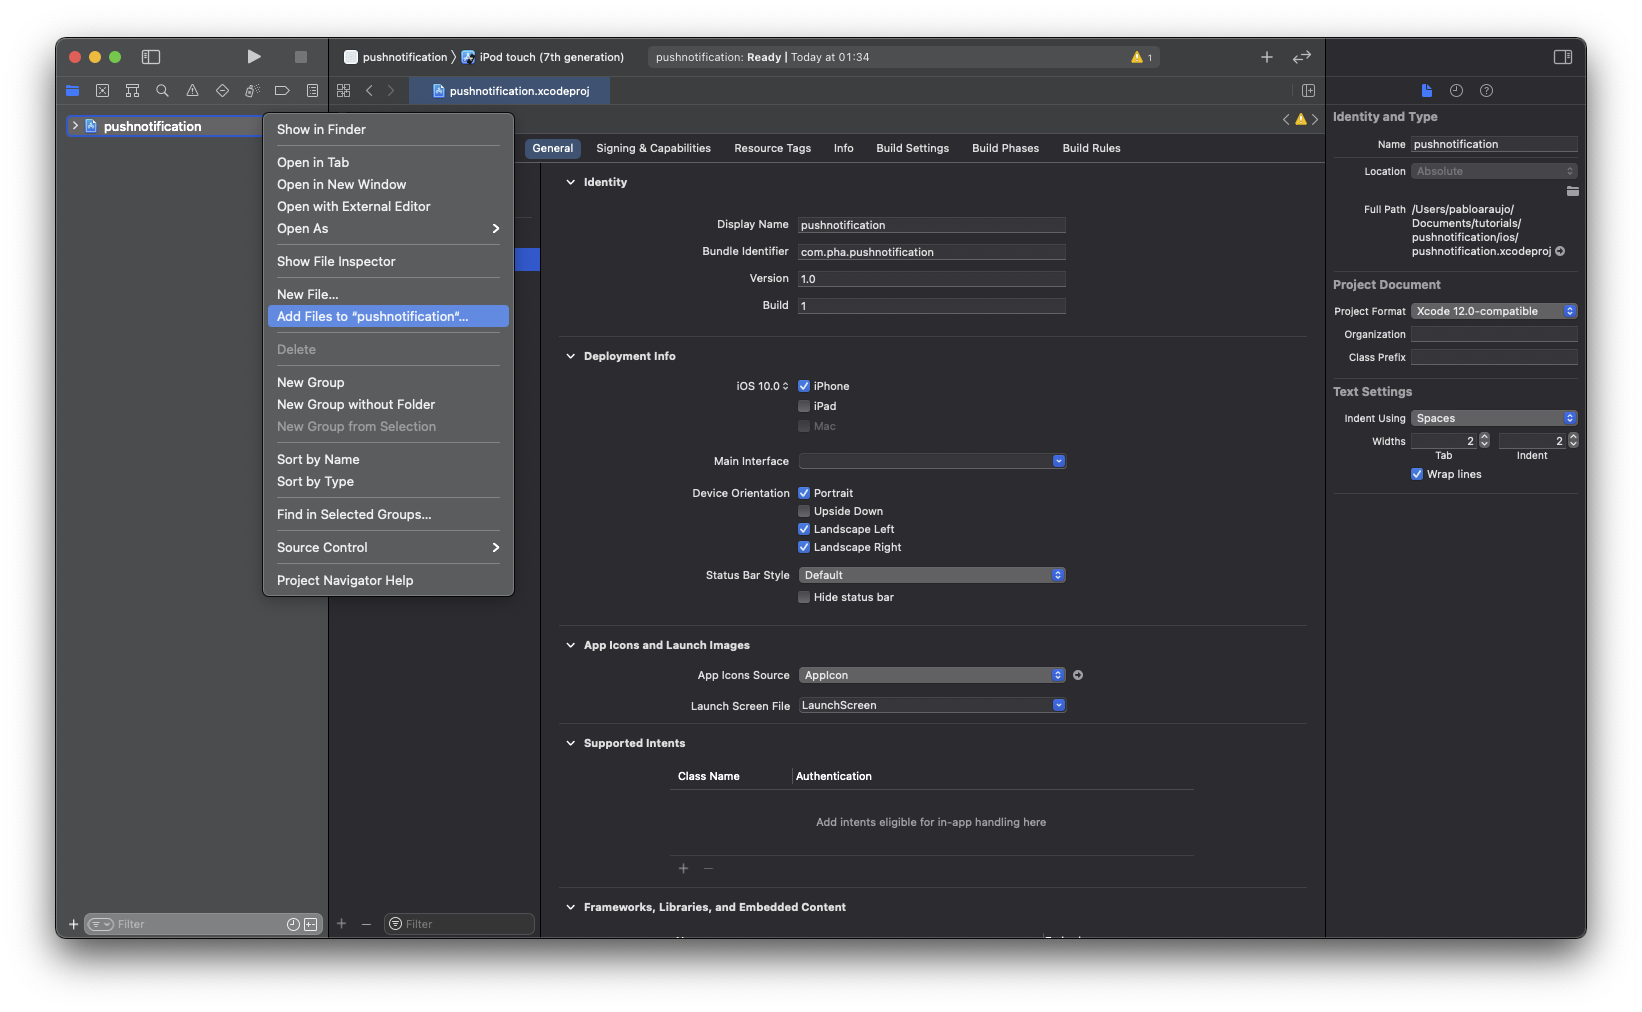 pushnotification 〉 iPod touch (7th generation)
pushnotification: Ready | Today at 01:34
1
pushnotification.xcodeproj
pushnotification
Show in Finder
Open in Tab
Open in New Window
Open with External Editor
Open As
Show File Inspector
New File...
Add Files to “pushnotification“...
Delete
New Group
New Group without Folder
New Group from Selection
Sort by Name
Sort by Type
Find in Selected Groups...
Source Control
Project Navigator Help
Filter
Filter
General
Signing & Capabilities
Resource Tags
Info
Build Settings
Build Phases
Build Rules
Identity
Display Name pushnotification
Bundle Identifier com.pha.pushnotification
Version 1.0
Build 1
Deployment Info
iOS 10.0 iPhone
iPad
Mac
Main Interface
Device Orientation Portrait
Upside Down
Landscape Left
Landscape Right
Status Bar Style Default
Hide status bar
App Icons and Launch Images
App Icons Source AppIcon
Launch Screen File LaunchScreen
Supported Intents
Class Name Authentication
Add intents eligible for in-app handling here
Frameworks, Libraries, and Embedded Content
Identity and Type
Name pushnotification
Location Absolute
Full Path /Users/pabloaraujo/
Documents/tutorials/
pushnotification/ios/
pushnotification.xcodeproj
Project Document
Project Format Xcode 12.0-compatible
Organization
Class Prefix
Text Settings
Indent Using Spaces
Widths 2 2
Tab Indent
Wrap lines